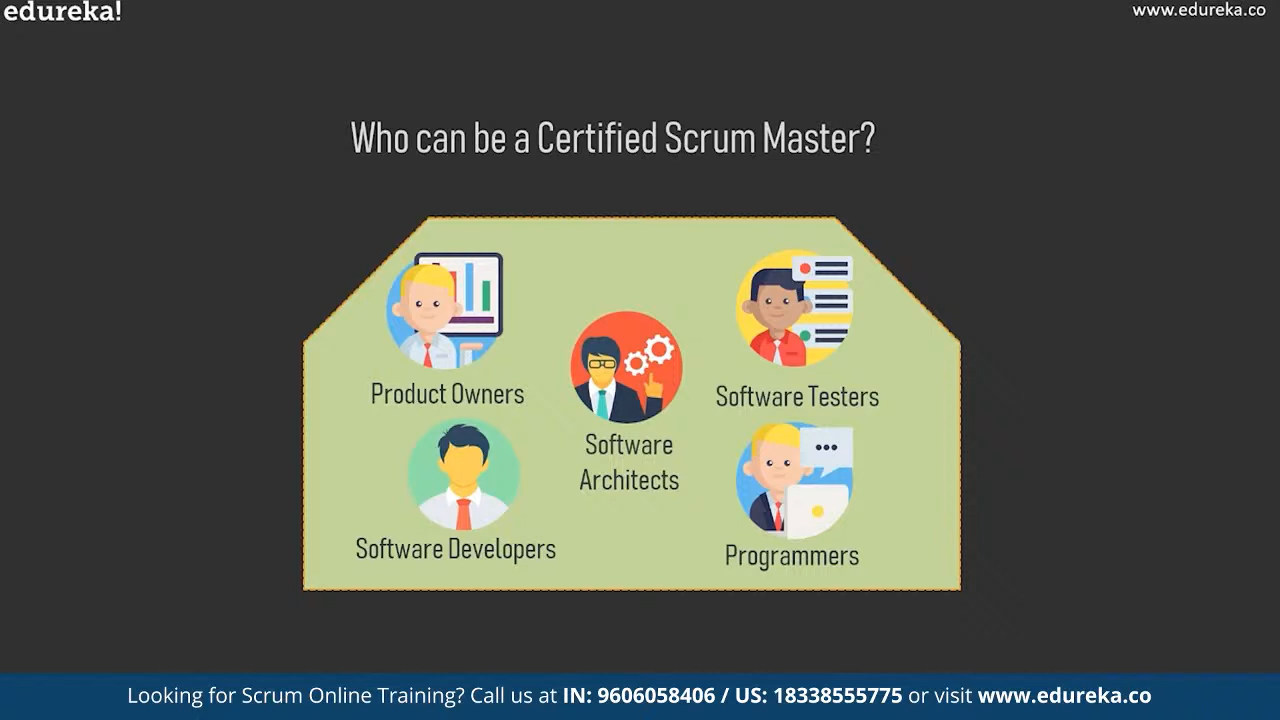 edureka!
www.edureka.co
Who can be a Certified Scrum Master?
Product Owners
Software Testers
Software
Architects
Software Developers
Programmers
Looking for Scrum Online Training? Call us at IN: 9606058406 / US: 18338555775 or visit www.edureka.co